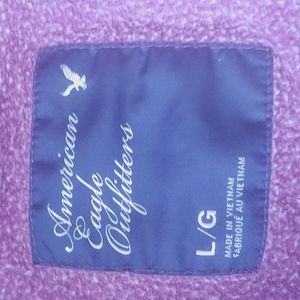 American
Eagle
Outfitters
L/G
MADE IN VIETNAM
FABRIQUÉ AU VIETNAM